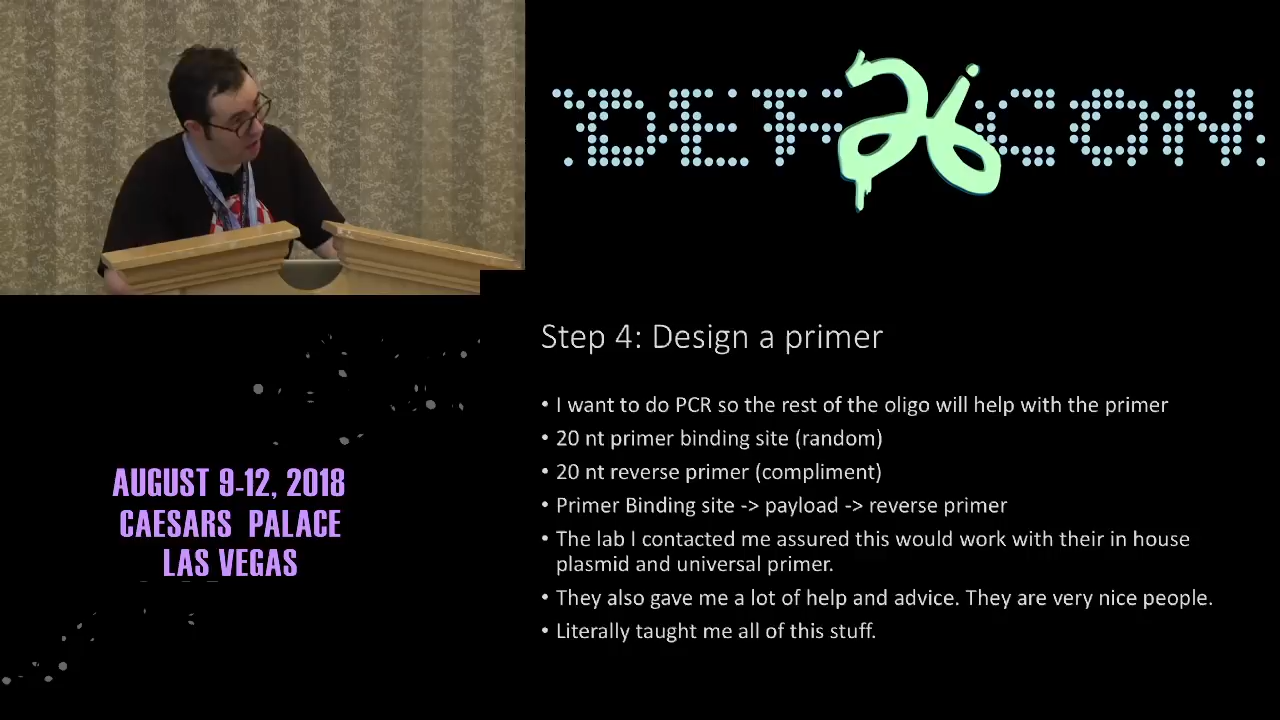 DEF 26 CON
Step 4: Design a primer
• I want to do PCR so the rest of the oligo will help with the primer
• 20 nt primer binding site (random)
• 20 nt reverse primer (compliment)
• Primer Binding site -> payload -> reverse primer
• The lab I contacted me assured this would work with their in house
plasmid and universal primer.
• They also gave me a lot of help and advice. They are very nice people.
• Literally taught me all of this stuff.
AUGUST 9-12, 2018
CAESARS PALACE
LAS VEGAS